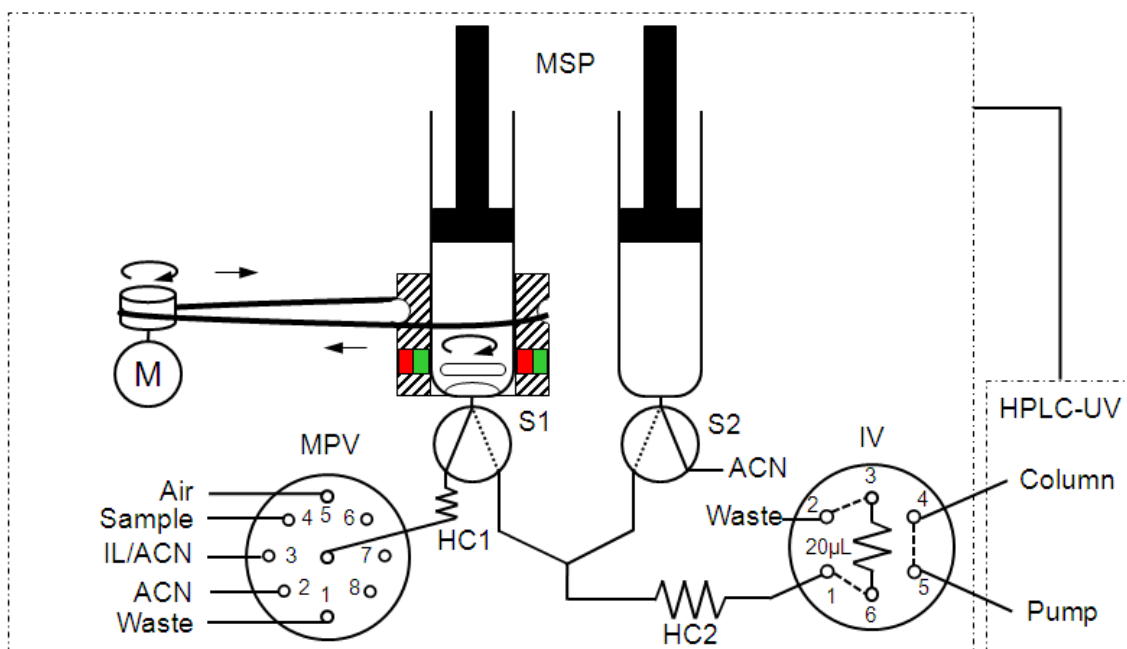 MSP
M
S1
S2
HPLC-UV
MPV
IV
ACN
Air
Sample
IL/ACN
ACN
Waste
5
4
6
3
7
2
1
8
HC1
Waste
Column
Pump
3
2
4
20µL
1
5
6
HC2